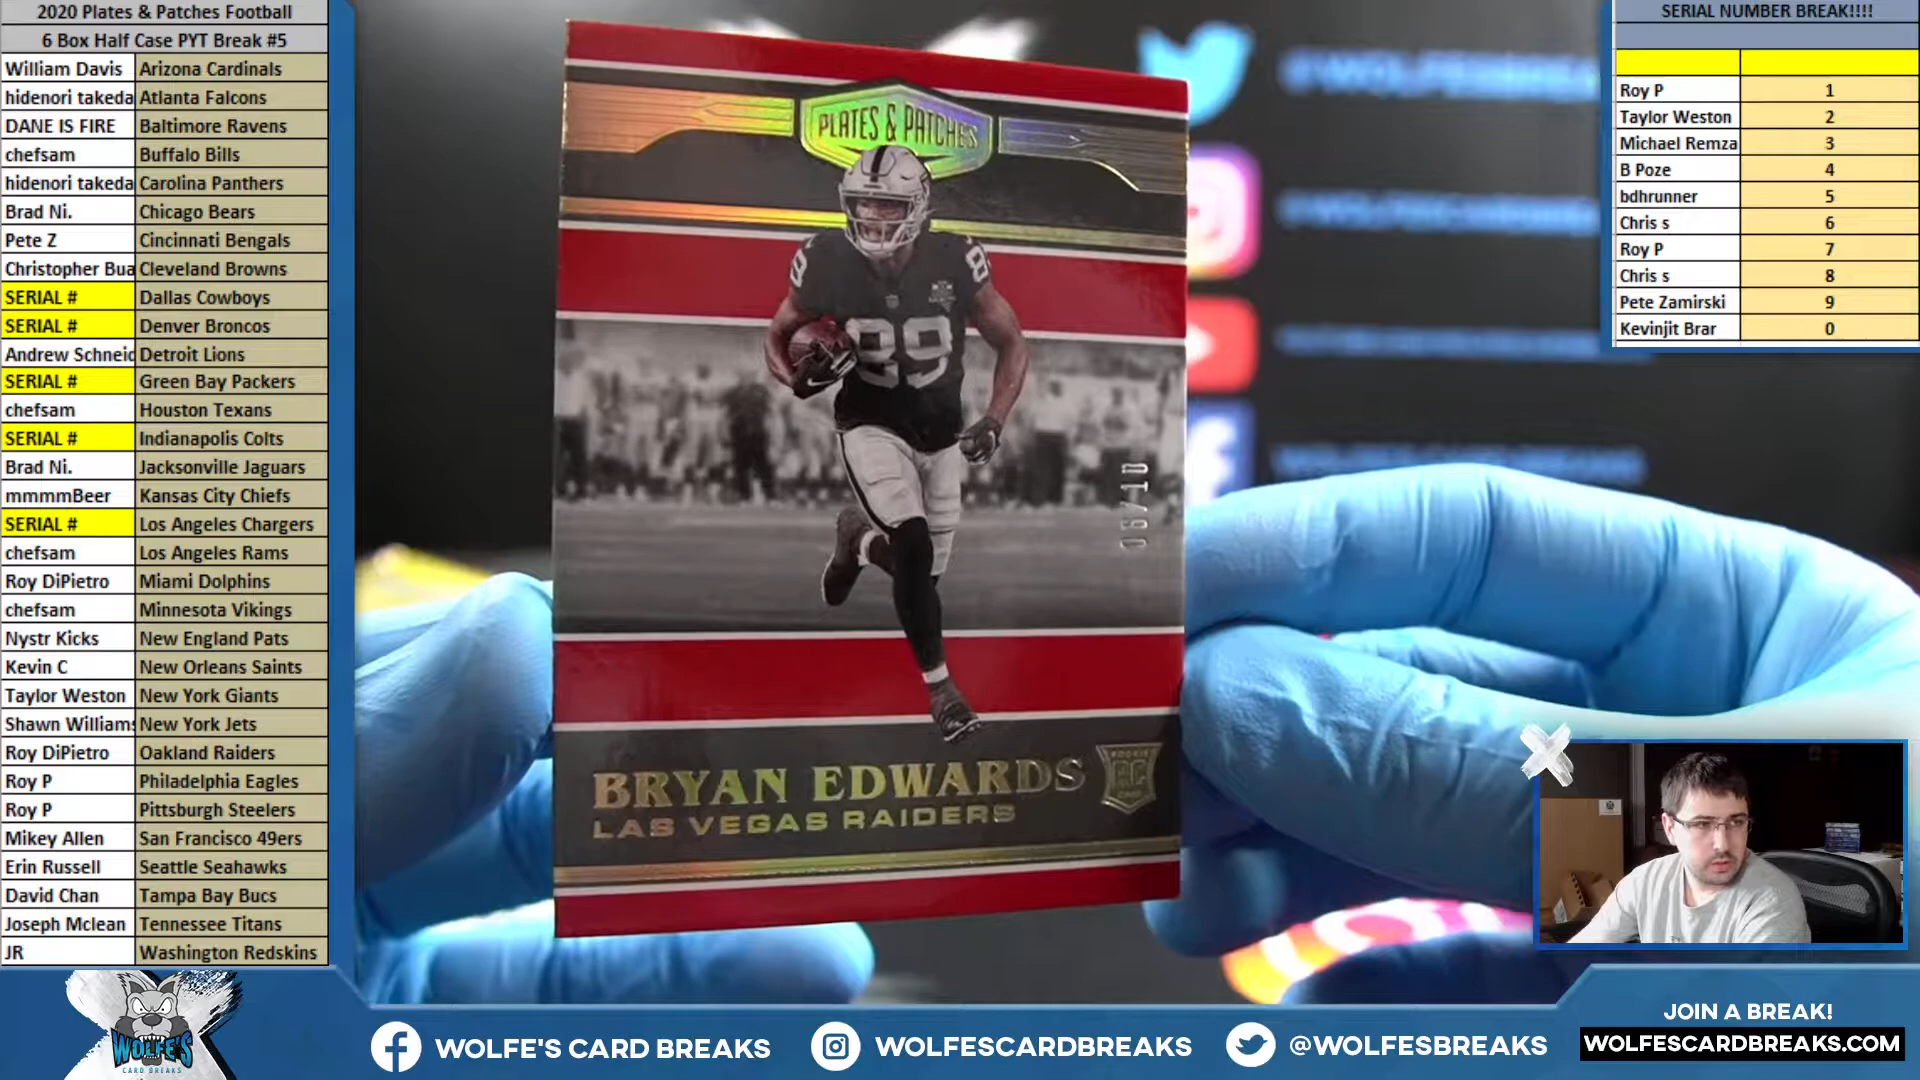 2020 Plates & Patches Football
6 Box Half Case PYT Break #5
William Davis Arizona Cardinals
hidenori takeda Atlanta Falcons
DANE IS FIRE Baltimore Ravens
chefsam Buffalo Bills
hidenori takeda Carolina Panthers
Brad Ni. Chicago Bears
Pete Z Cincinnati Bengals
Christopher Bua Cleveland Browns
SERIAL # Dallas Cowboys
SERIAL # Denver Broncos
Andrew Schneid Detroit Lions
SERIAL # Green Bay Packers
chefsam Houston Texans
SERIAL # Indianapolis Colts
Brad Ni. Jacksonville Jaguars
mmmmBeer Kansas City Chiefs
SERIAL # Los Angeles Chargers
chefsam Los Angeles Rams
Roy DiPietro Miami Dolphins
chefsam Minnesota Vikings
Nystr Kicks New England Pats
Kevin C New Orleans Saints
Taylor Weston New York Giants
Shawn Williams New York Jets
Roy DiPietro Oakland Raiders
Roy P Philadelphia Eagles
Roy P Pittsburgh Steelers
Mikey Allen San Francisco 49ers
Erin Russell Seattle Seahawks
David Chan Tampa Bay Bucs
Joseph Mclean Tennessee Titans
JR Washington Redskins
PLATES & PATCHES
89
89
06/10
BRYAN EDWARDS
LAS VEGAS RAIDERS
ROOKIE
RC
SERIAL NUMBER BREAK!!!!
Roy P 1
Taylor Weston 2
Michael Remza 3
B Poze 4
bdhrunner 5
Chris s 6
Roy P 7
Chris s 8
Pete Zamirski 9
Kevinjit Brar 0
WOLFE'S
CARD BREAKS
WOLFE'S CARD BREAKS
WOLFESCARDBREAKS
@WOLFESBREAKS
JOIN A BREAK!
WOLFESCARDBREAKS.COM